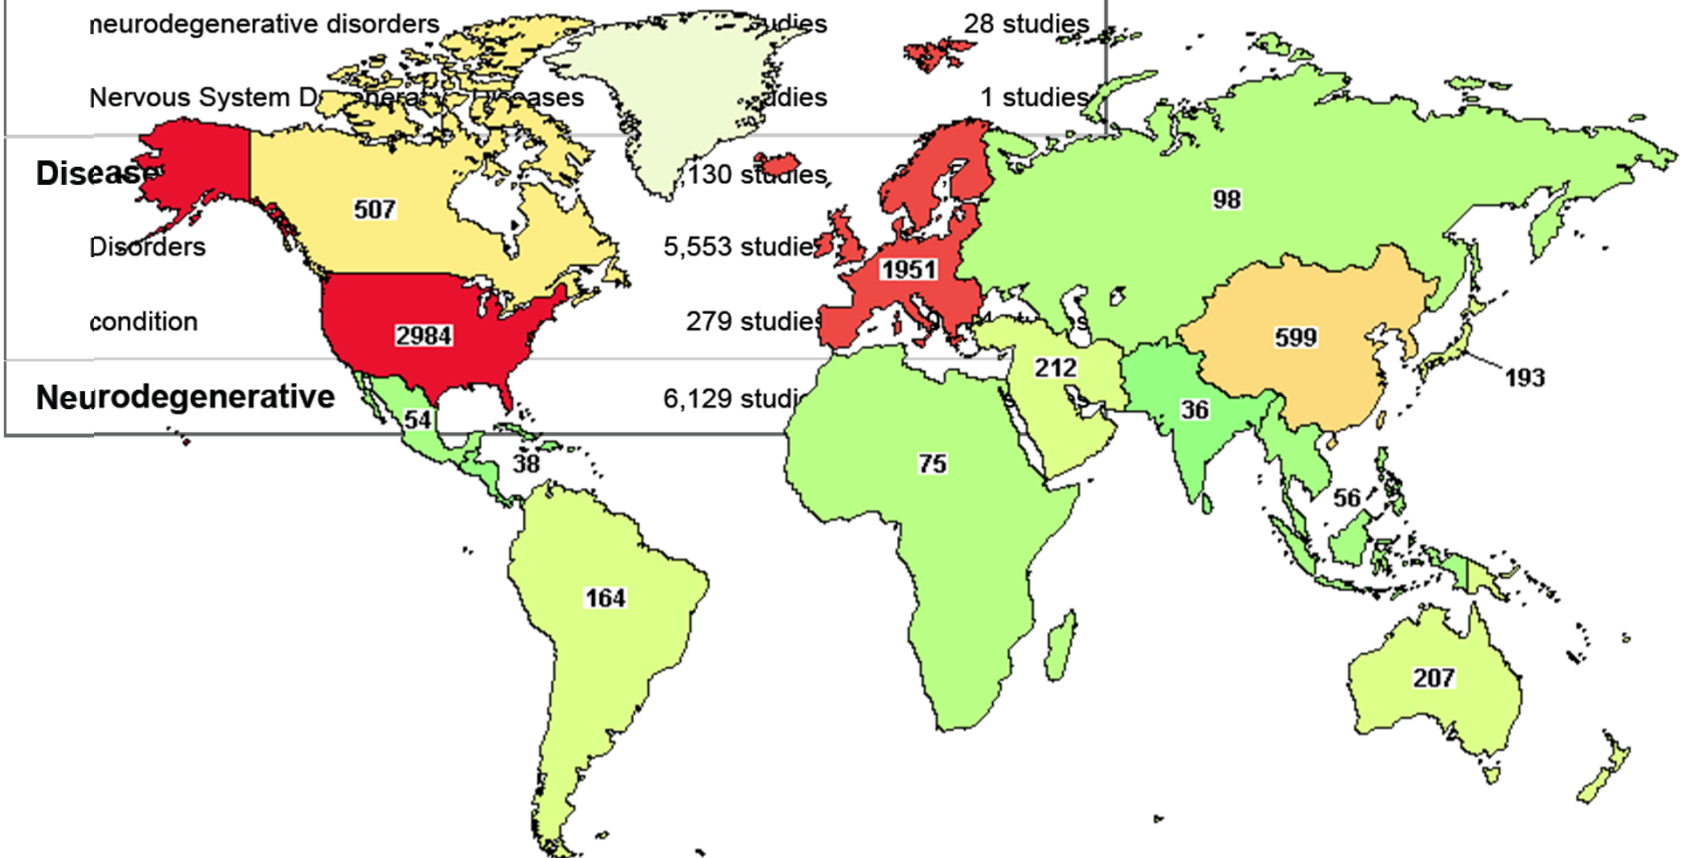 neurodegenerative disorders 28 studies
Nervous System 1 studies
Disease ,130 studies
507
98
Disorders 5,553 studies
1951
condition 279 studies
2984
599
212
193
Neurodegenerative 6,129
54
36
38
75
56
164
207